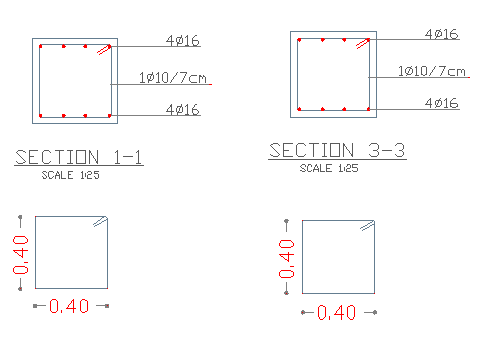 4Ø16
1Ø10/7cm
4Ø16
SECTION 1-1
SCALE 1:25
4Ø16
1Ø10/7cm
4Ø16
SECTION 3-3
SCALE 1:25
0,40
0,40
0,40
0,40